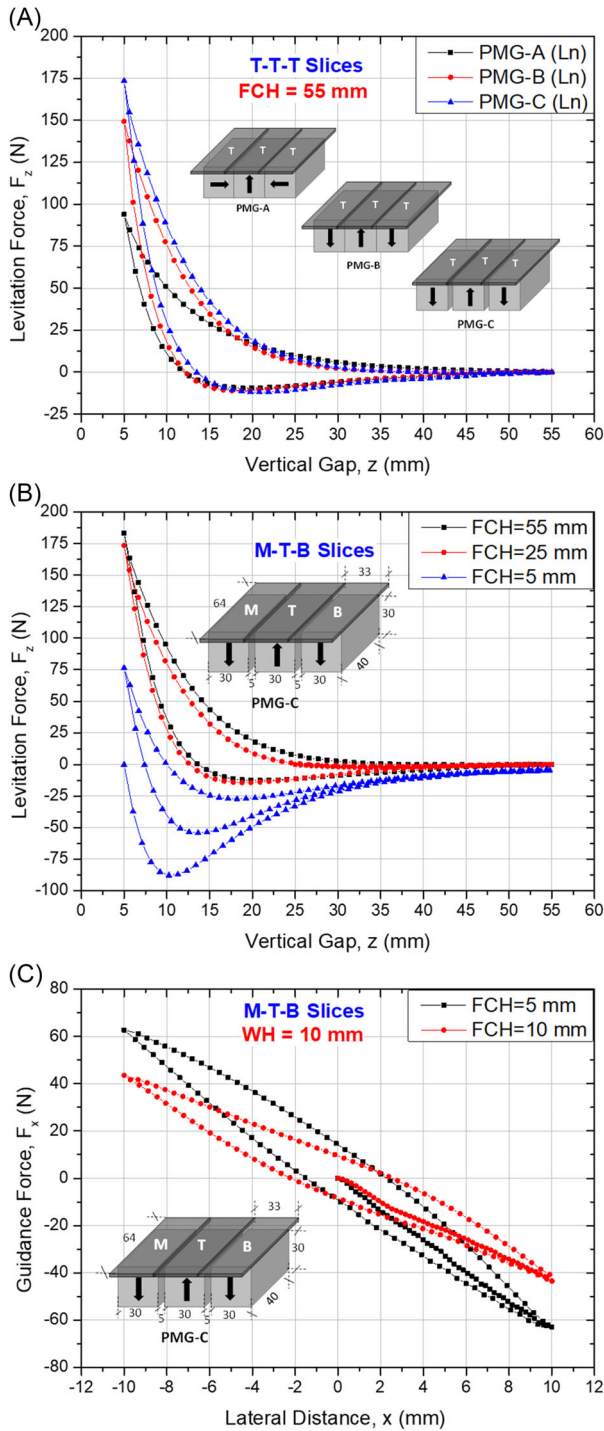 (A)
T-T-T Slices
FCH = 55 mm
PMG-A (Ln)
PMG-B (Ln)
PMG-C (Ln)
T T T
PMG-A
T T T
PMG-B
T T T
PMG-C
Levitation Force, Fz (N)
200
175
150
125
100
75
50
25
0
-25
0 5 10 15 20 25 30 35 40 45 50 55 60
Vertical Gap, z (mm)
(B)
M-T-B Slices
FCH=55 mm
FCH=25 mm
FCH=5 mm
33
64
M T B
30
40
30 5 30 5 30
PMG-C
Levitation Force, Fz (N)
200
175
150
125
100
75
50
25
0
-25
-50
-75
-100
0 5 10 15 20 25 30 35 40 45 50 55 60
Vertical Gap, z (mm)
(C)
M-T-B Slices
WH = 10 mm
FCH=5 mm
FCH=10 mm
Guidance Force, Fx (N)
80
60
40
20
0
-20
-40
-60
-80
33
64
M T B
30
40
30 5 30 5 30
PMG-C
-12 -10 -8 -6 -4 -2 0 2 4 6 8 10 12
Lateral Distance, x (mm)